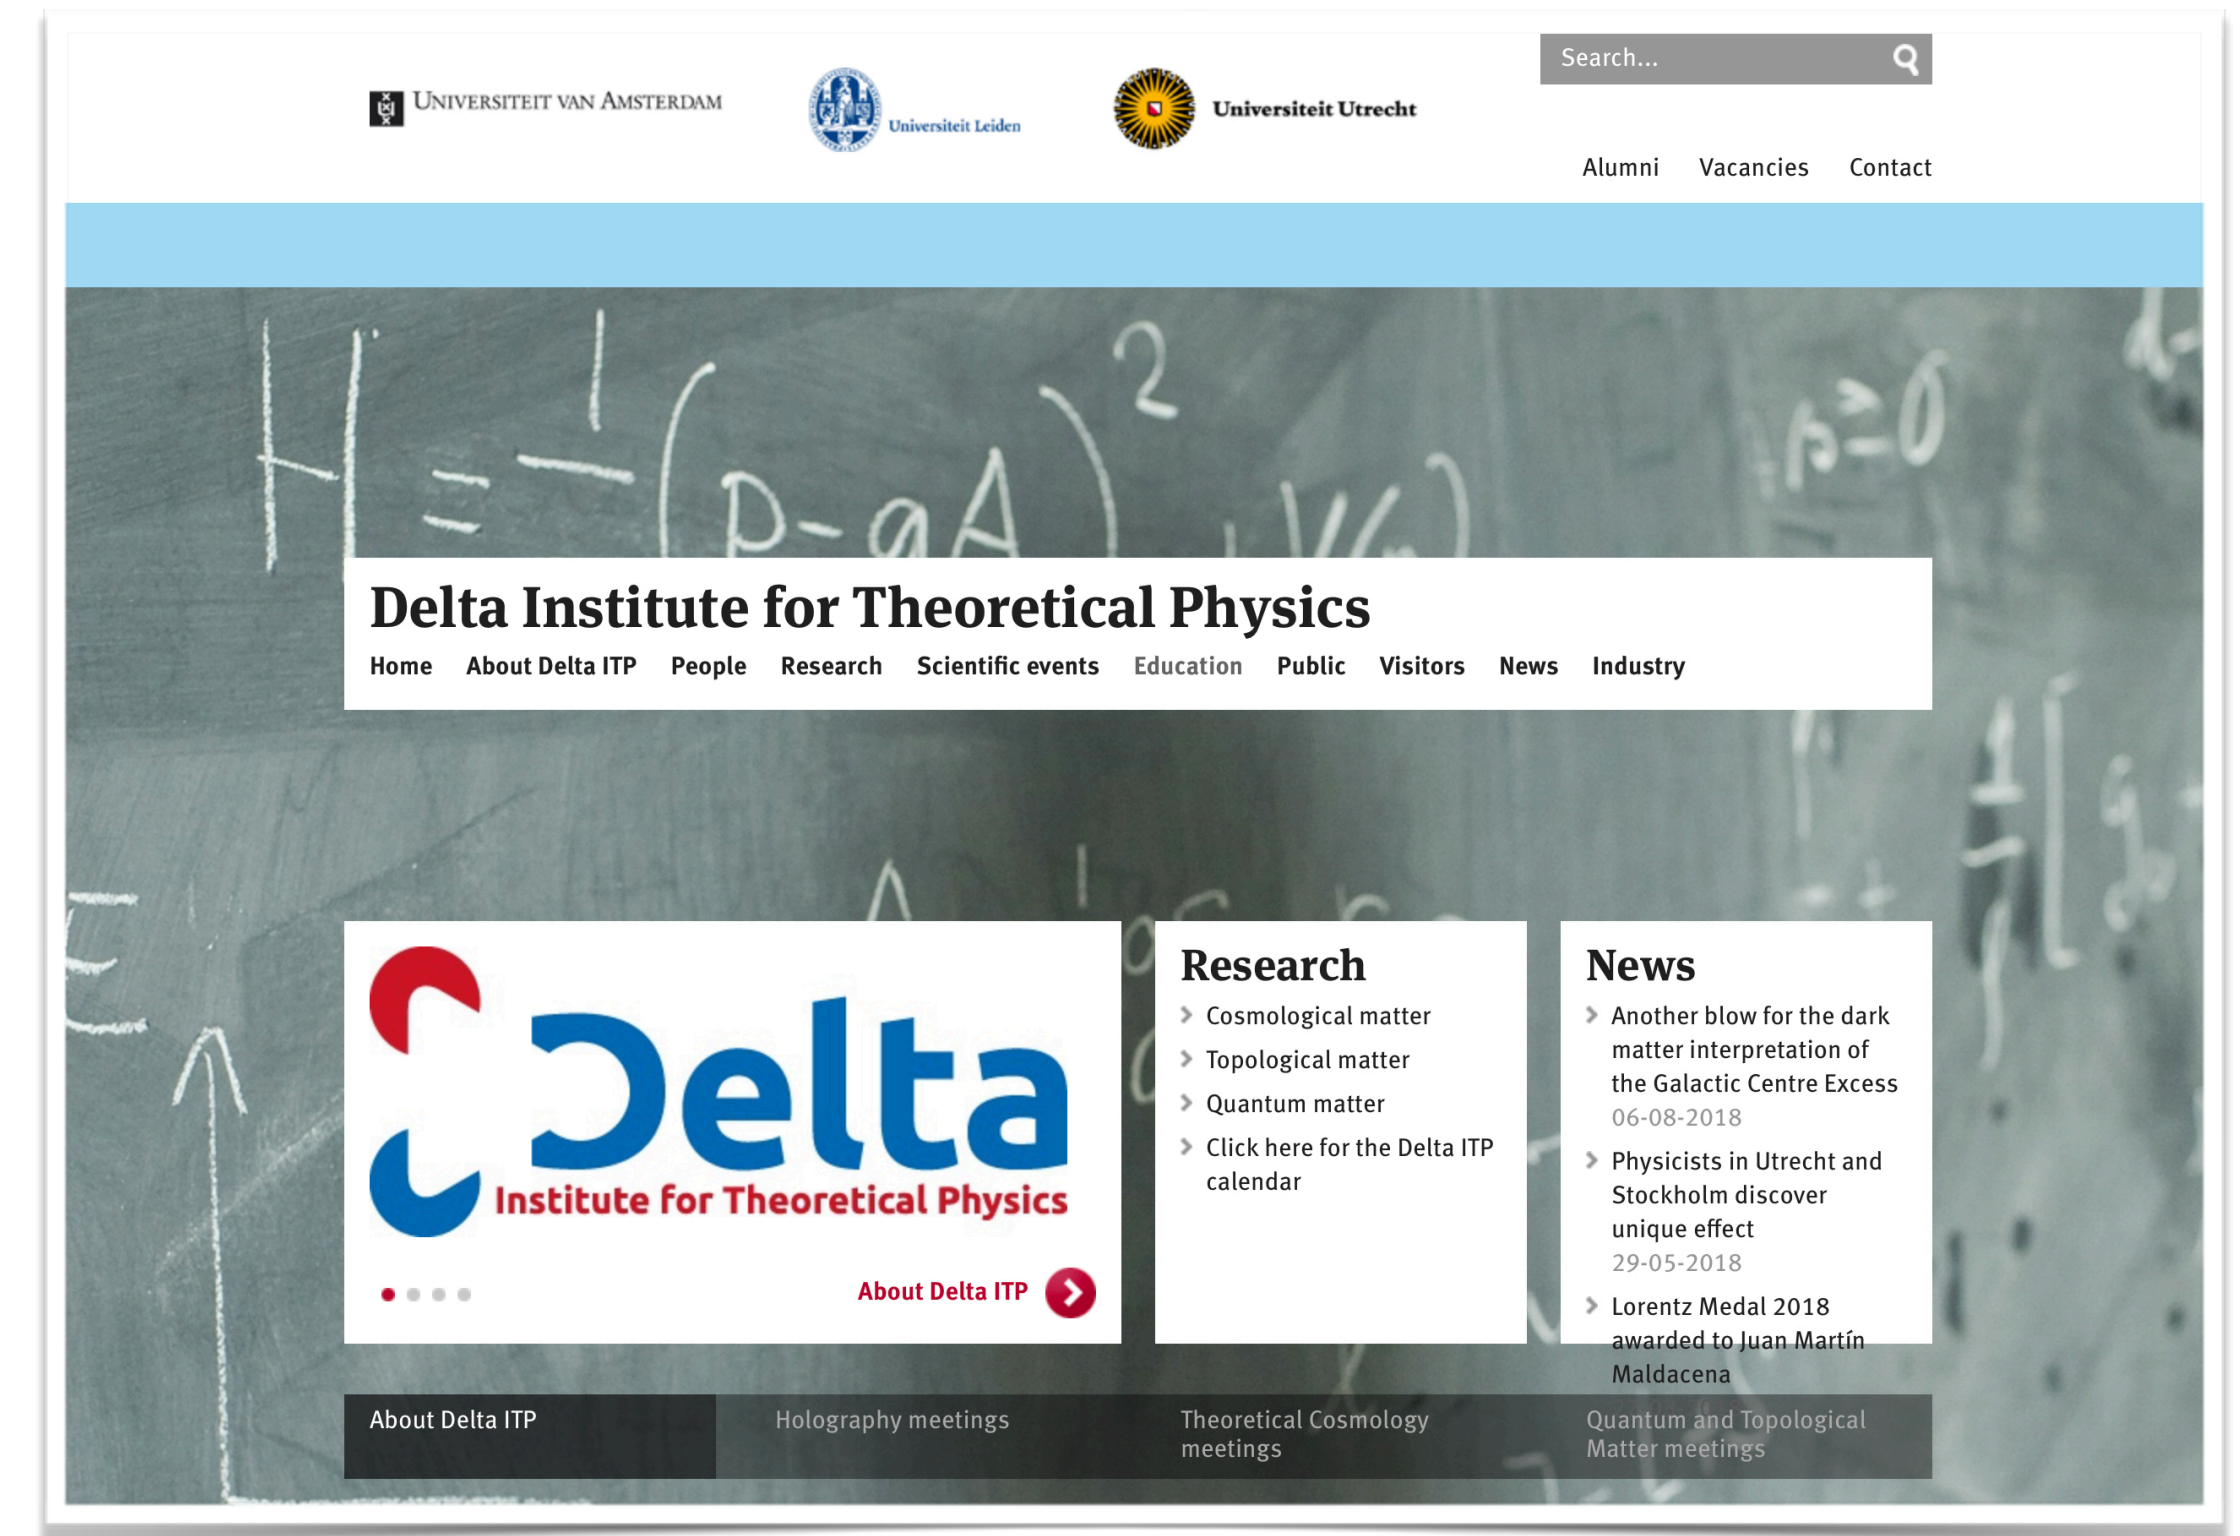 Search...
UNIVERSITEIT VAN AMSTERDAM
Universiteit Leiden
Universiteit Utrecht
Alumni Vacancies Contact
H = 1 (p-qA)2
Delta Institute for Theoretical Physics
Home About Delta ITP People Research Scientific events Education Public Visitors News Industry
Delta
Institute for Theoretical Physics
About Delta ITP
Research
Cosmological matter
Topological matter
Quantum matter
Click here for the Delta ITP
calendar
News
Another blow for the dark
matter interpretation of
the Galactic Centre Excess
06-08-2018
Physicists in Utrecht and
Stockholm discover
unique effect
29-05-2018
Lorentz Medal 2018
awarded to Juan Martín
Maldacena
About Delta ITP
Holography meetings
Theoretical Cosmology
meetings
Quantum and Topological
Matter meetings